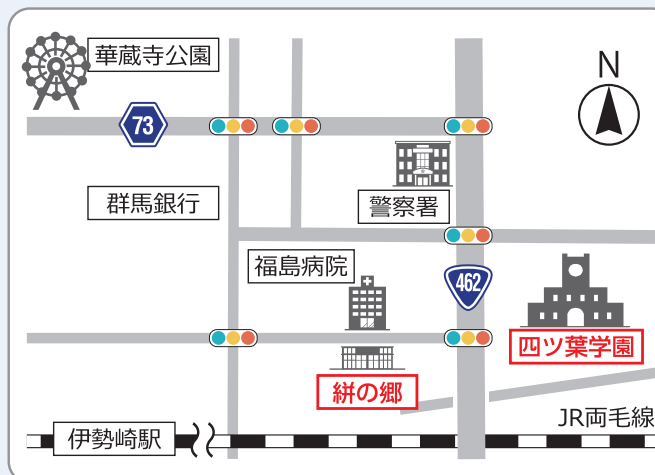 華蔵寺公園
N
73
群馬銀行
警察署
福島病院
462
四ツ葉学園
絣の郷
JR両毛線
伊勢崎駅